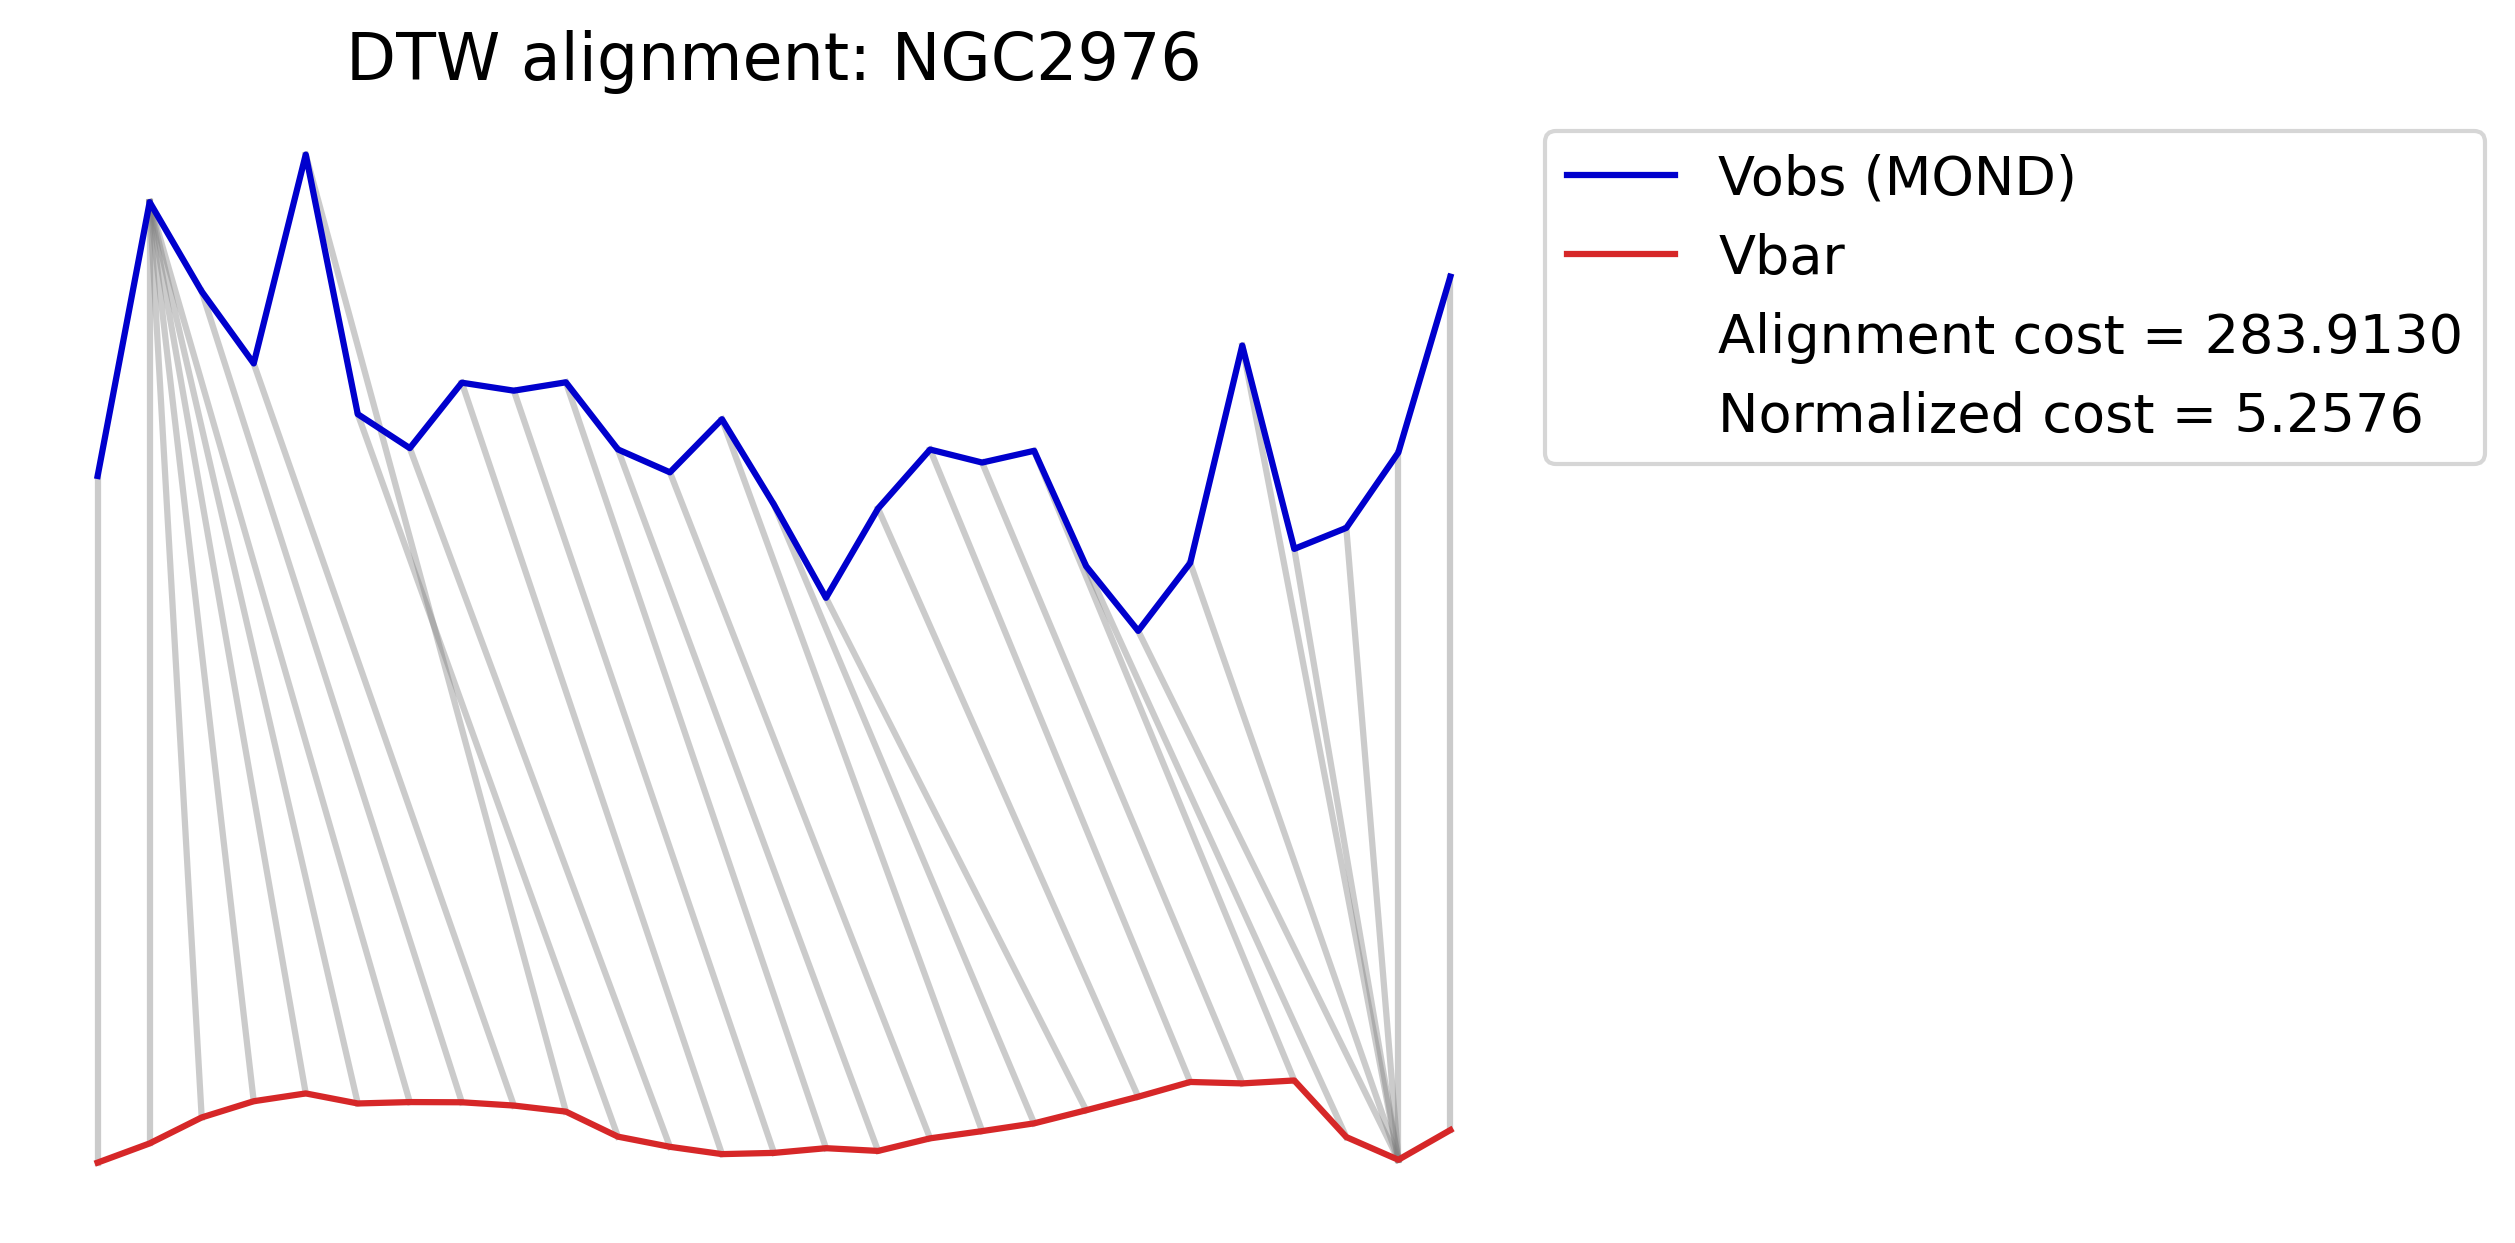 DTW alignment: NGC2976
Vobs (MOND)
Vbar
Alignment cost = 283.9130
Normalized cost = 5.2576